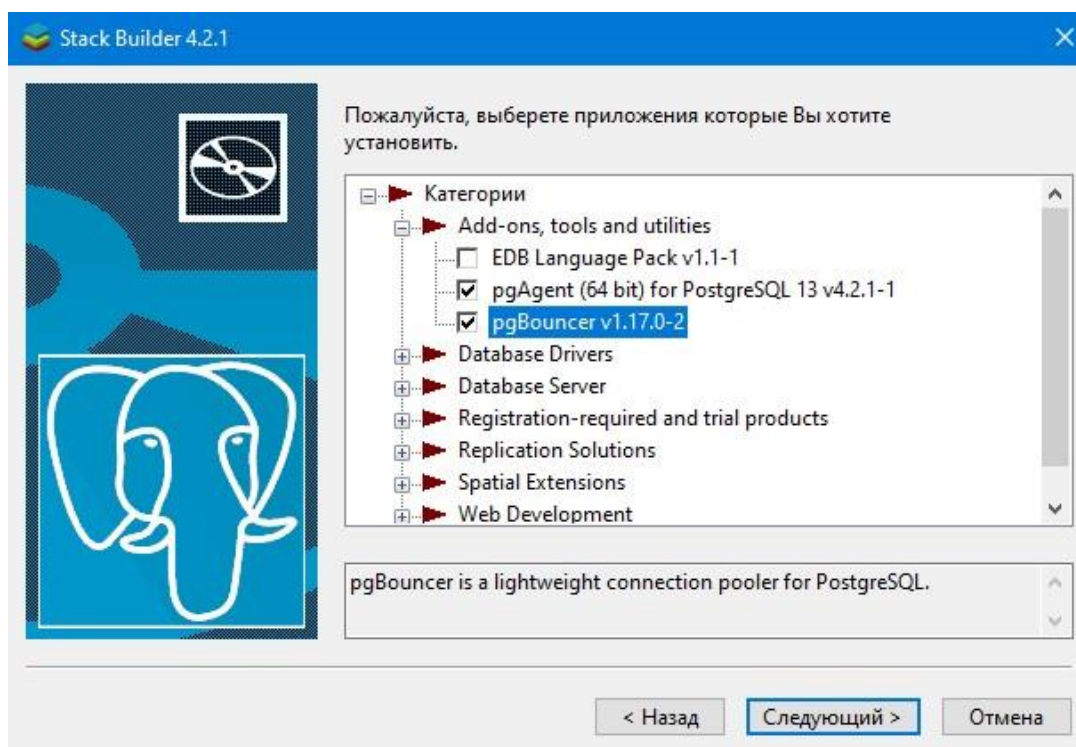 Stack Builder 4.2.1
Пожалуйста, выберете приложения которые Вы хотите
установить.
Категории
Add-ons, tools and utilities
EDB Language Pack v1.1-1
pgAgent (64 bit) for PostgreSQL 13 v4.2.1-1
pgBouncer v1.17.0-2
Database Drivers
Database Server
Registration-required and trial products
Replication Solutions
Spatial Extensions
Web Development
pgBouncer is a lightweight connection pooler for PostgreSQL.
< Назад
Следующий >
Отмена